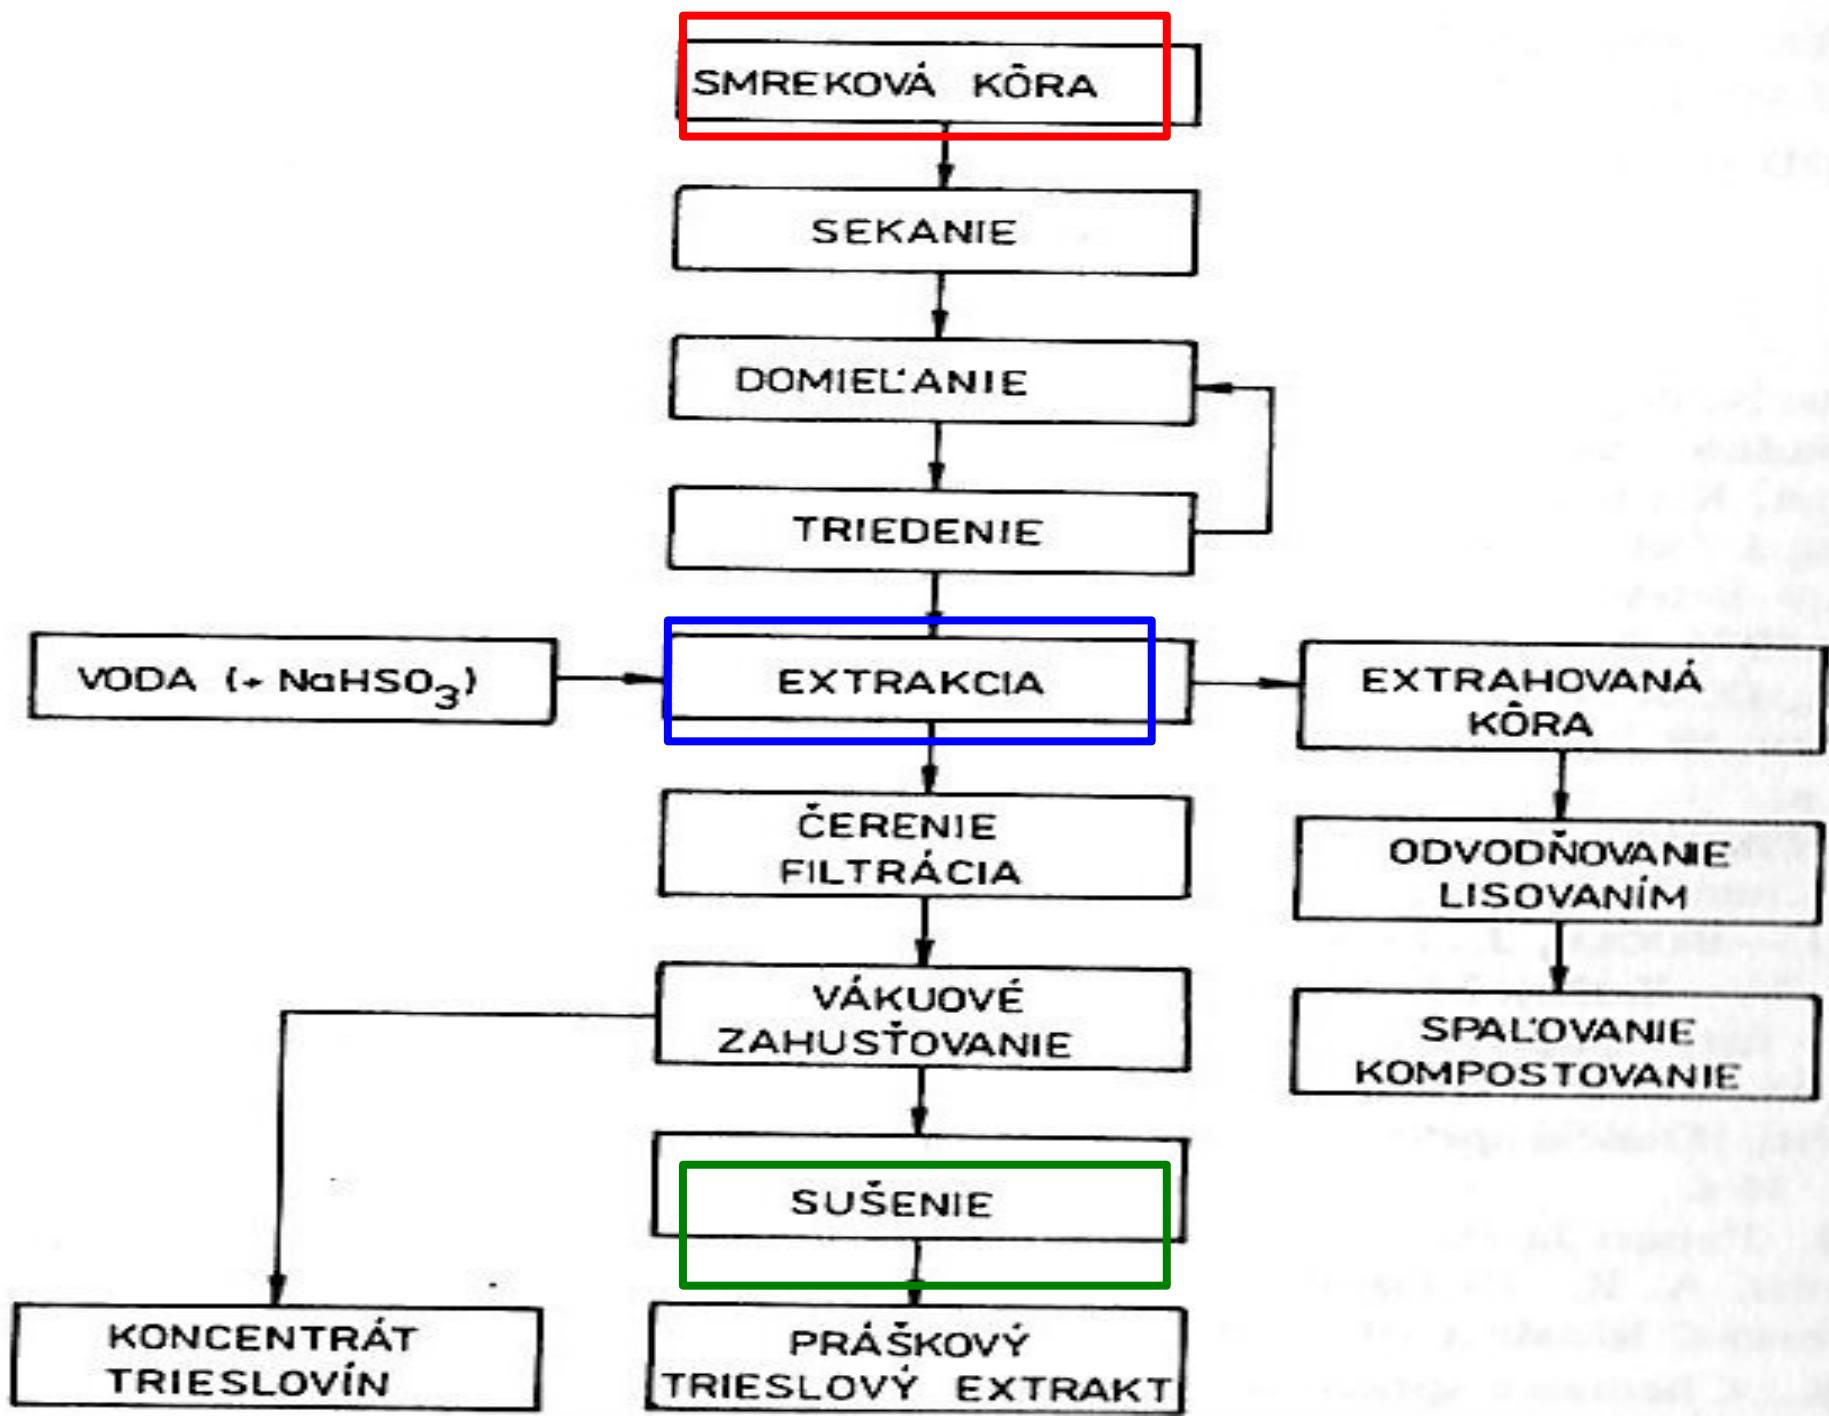 SMREKOVÁ KÔRA
SEKANIE
DOMIEĽANIE
TRIEDENIE
VODA (+ NaHSO₃)
EXTRAKCIA
EXTRAHOVANÁ
KÔRA
ČERENIE
FILTRÁCIA
ODVODŇOVANIE
LISOVANÍM
VÁKUOVÉ
ZAHUSŤOVANIE
SPAĽOVANIE
KOMPOSTOVANIE
SUŠENIE
KONCENTRÁT
TRIESLOVÍN
PRÁŠKOVÝ
TRIESLOVÝ EXTRAKT